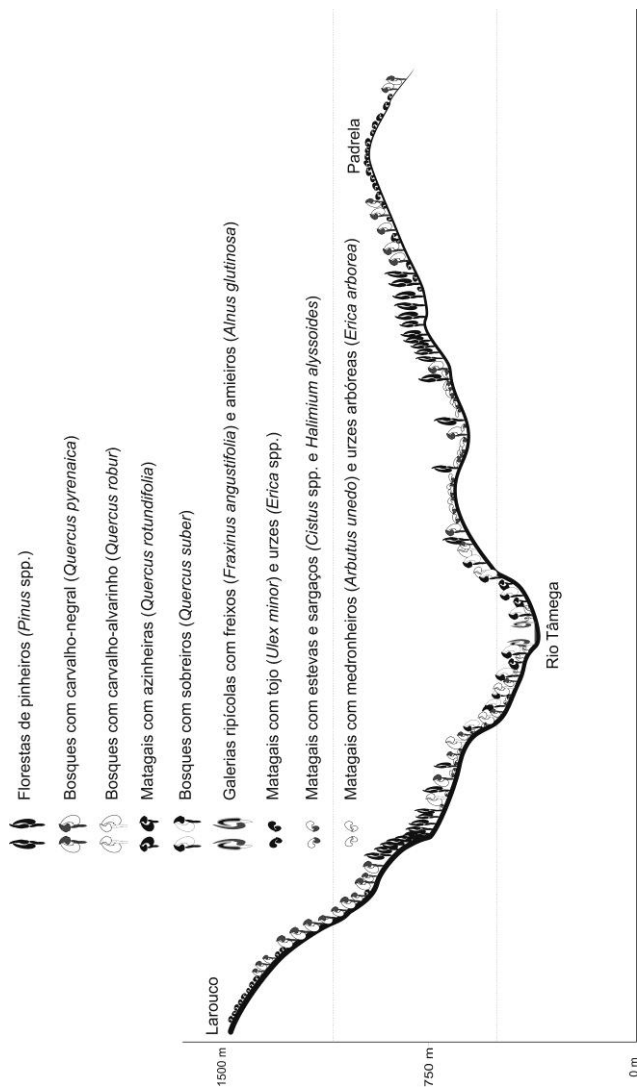 Larouco
Florestas de pinheiros (Pinus spp.)
Bosques com carvalho-negral (Quercus pyrenaica)
Bosques com carvalho-alvarinho (Quercus robur)
Matagais com azinheiras (Quercus rotundifolia)
Bosques com sobreiros (Quercus suber)
Galerias ripícolas com freixos (Fraxinus angustifolia) e amieiros (Alnus glutinosa)
Matagais com tojo (Ulex minor) e urzes (Erica spp.)
Matagais com estevas e sargaços (Cistus spp. e Halimium alyssoides)
Matagais com medronheiros (Arbutus unedo) e urzes arbóreas (Erica arborea)
Padrela
Rio Tâmega
1500 m
750 m
0 m